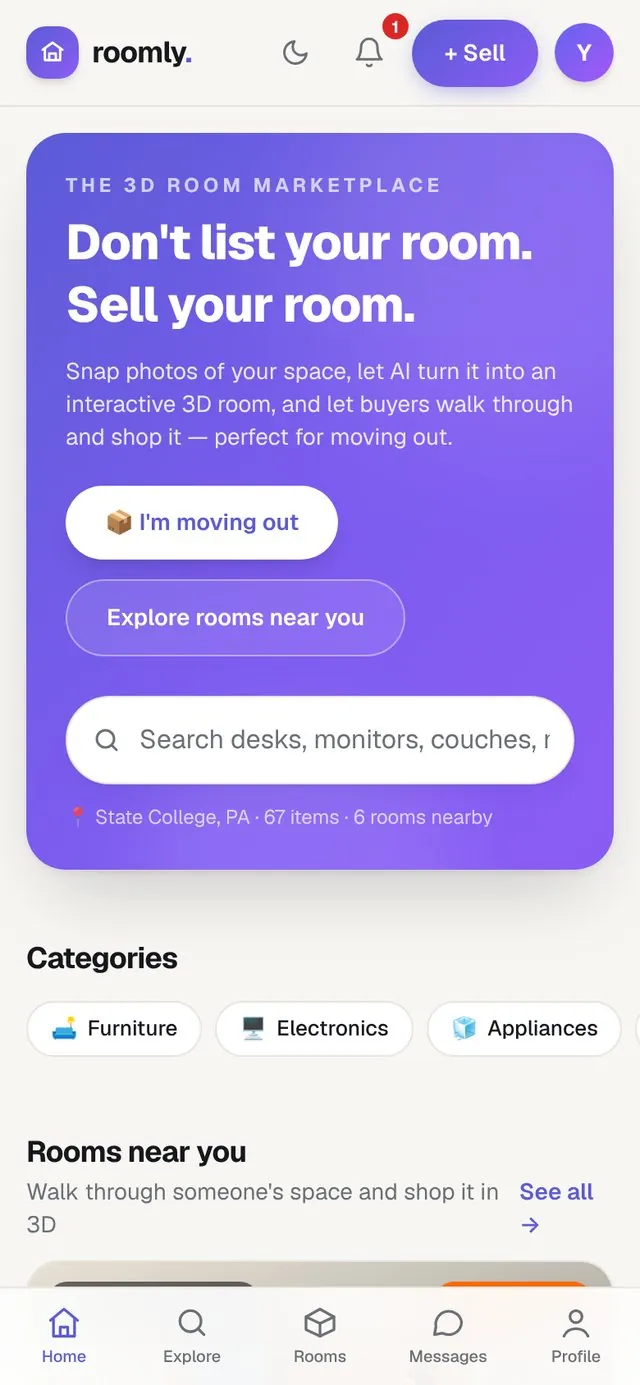 roomly.
1
+ Sell
Y
THE 3D ROOM MARKETPLACE
Don't list your room.
Sell your room.
Snap photos of your space, let AI turn it into an
interactive 3D room, and let buyers walk through
and shop it — perfect for moving out.
📦 I'm moving out
Explore rooms near you
Search desks, monitors, couches, r
📍 State College, PA · 67 items · 6 rooms nearby
Categories
🛋️ Furniture
🖥️ Electronics
🧊 Appliances
Rooms near you
Walk through someone's space and shop it in
3D
See all
→
Home
Explore
Rooms
Messages
Profile